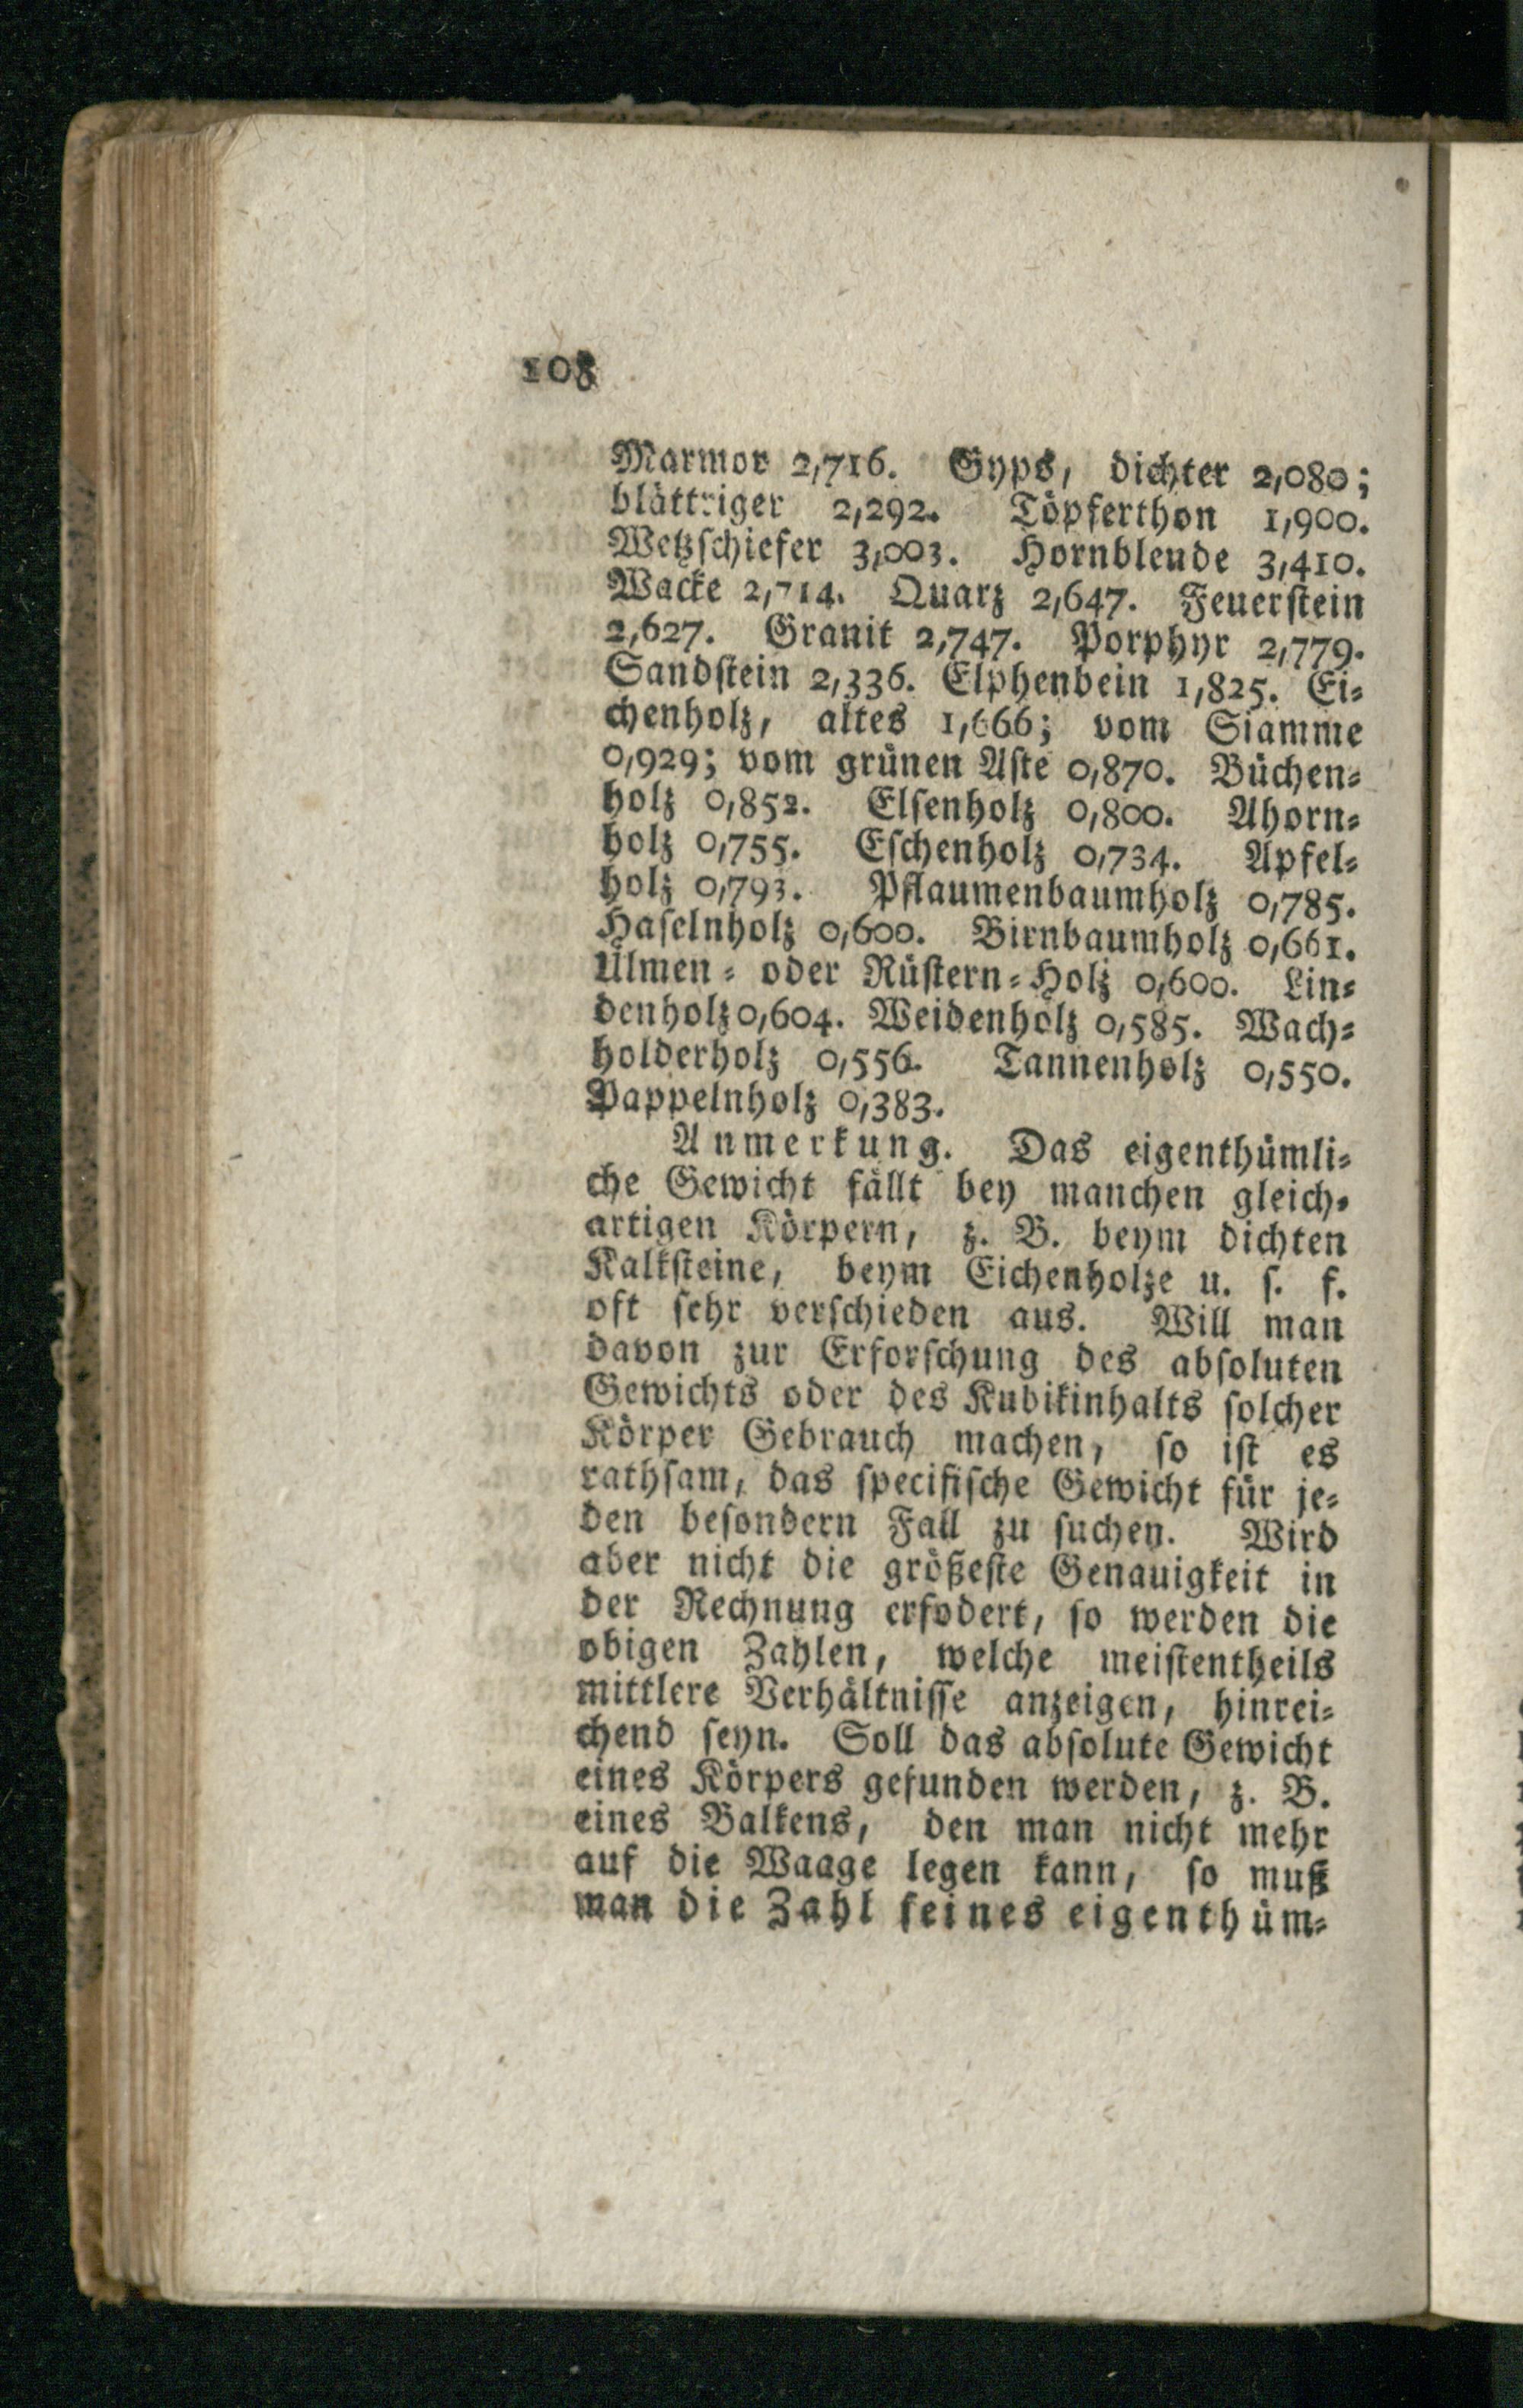 108
Marmor 2,716. Gyps, dichter 2,080;
blättriger 2,292. Töpferthon 1,900.
Wetzſchiefer 3,003. Hornblende 3,410.
Wacke 2,714. Quarz 2,647. Feuerſtein
2,627. Granit 2,747. Porphyr 2,779.
Sandſtein 2,336. Elphenbein 1,825. Ei⸗
chenholz, altes 1,666; vom Stamme
0,929; vom grünen Aſte 0,870. Büchen⸗
holz 0,852. Elſenholz 0,800. Ahorn⸗
holz 0,755. Eſchenholz 0,734. Apfel⸗
holz 0,793. Pflaumenbaumholz 0,785.
Haſelnholz 0,600. Birnbaumholz 0,661.
Ulmen⸗ oder Rüſtern⸗Holz 0,600. Lin⸗
denholz 0,604. Weidenholz 0,585. Wach⸗
holderholz 0,556. Tannenholz 0,550.
Pappelnholz 0,383.
Anmerkung. Das eigenthümli⸗
che Gewicht fällt bey manchen gleich⸗
artigen Körpern, z. B. beym dichten
Kalkſteine, beym Eichenholze u. ſ. f.
oft ſehr verſchieden aus. Will man
davon zur Erforſchung des abſoluten
Gewichts oder des Kubikinhalts ſolcher
Körper Gebrauch machen, ſo iſt es
rathſam, das ſpecifiſche Gewicht für je⸗
den beſondern Fall zu ſuchen. Wird
aber nicht die größeſte Genauigkeit in
der Rechnung erfodert, ſo werden die
obigen Zahlen, welche meiſtentheils
mittlere Verhältniſſe anzeigen, hinrei⸗
chend ſeyn. Soll das abſolute Gewicht
eines Körpers gefunden werden, z. B.
eines Balkens, den man nicht mehr
auf die Waage legen kann, ſo muß
man die Zahl ſeines eigenthüm⸗